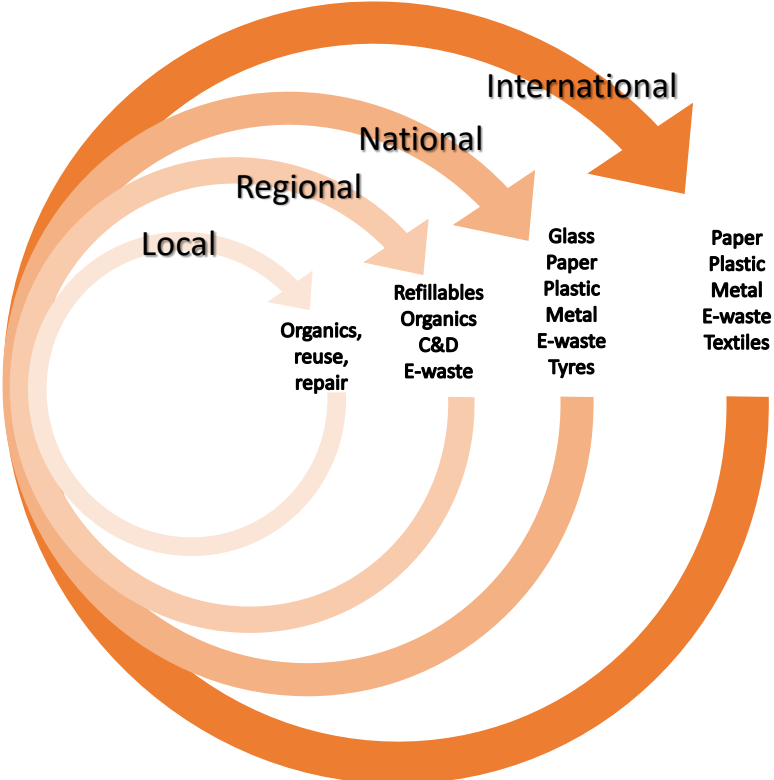 International
National
Regional
Local
Organics,
reuse,
repair
Refillables
Organics
C&D
E-waste
Glass
Paper
Plastic
Metal
E-waste
Tyres
Paper
Plastic
Metal
E-waste
Textiles